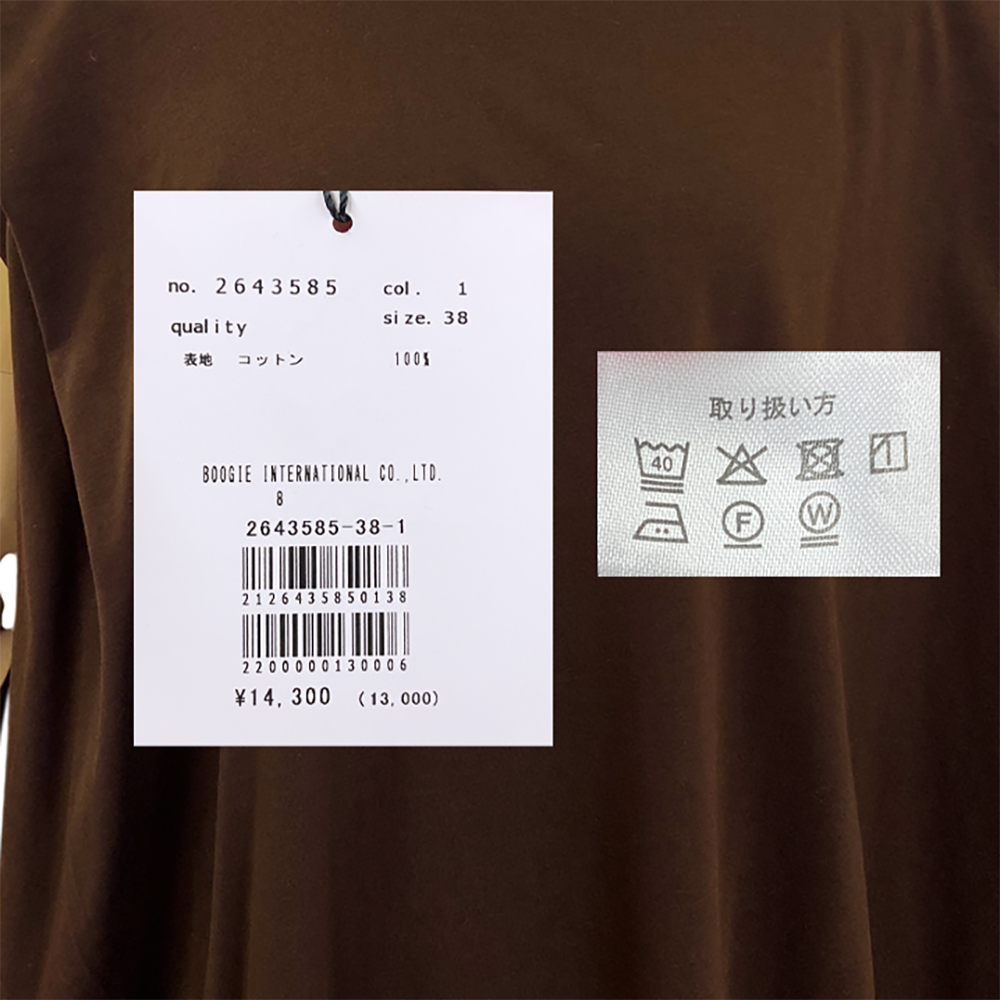 no. 2643585 col. 1
quality size. 38
表地 コットン 100%
BOOGIE INTERNATIONAL CO.,LTD.
8
2643585-38-1
2126435850138
2200000130006
¥14,300 (13,000)
取り扱い方
40
F W